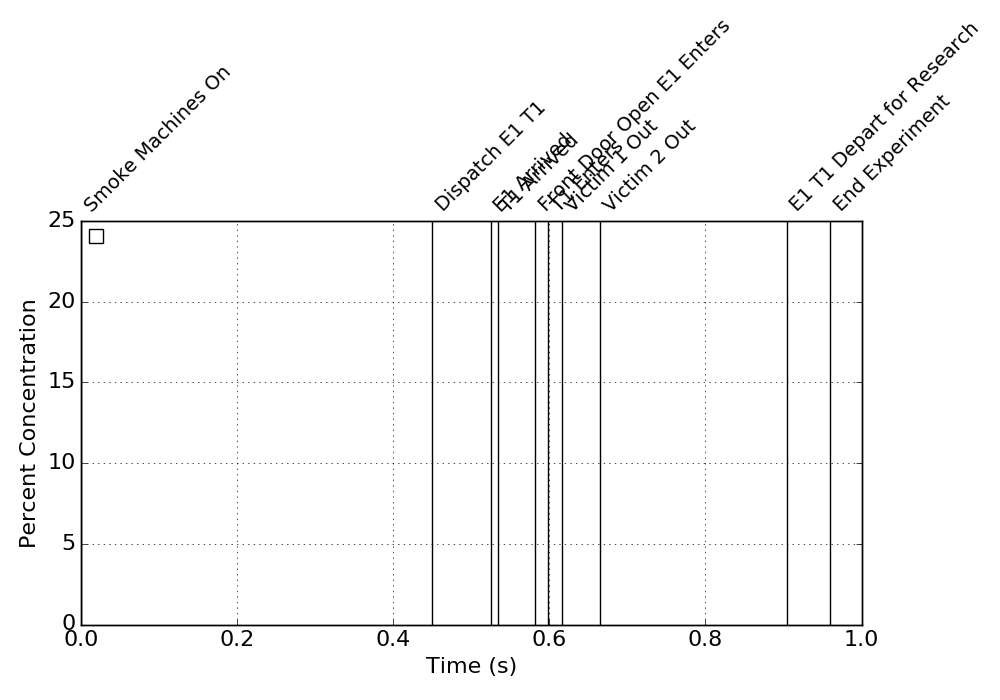 Smoke Machines On
Dispatch E1 T1
E1 Arrived
T1 Arrived
Front Door Open E1 Enters
T1 Enters
Victim 1 Out
Victim 2 Out
E1 T1 Depart for Research
End Experiment
25
20
15
10
5
0
Percent Concentration
0.0 0.2 0.4 0.6 0.8 1.0
Time (s)